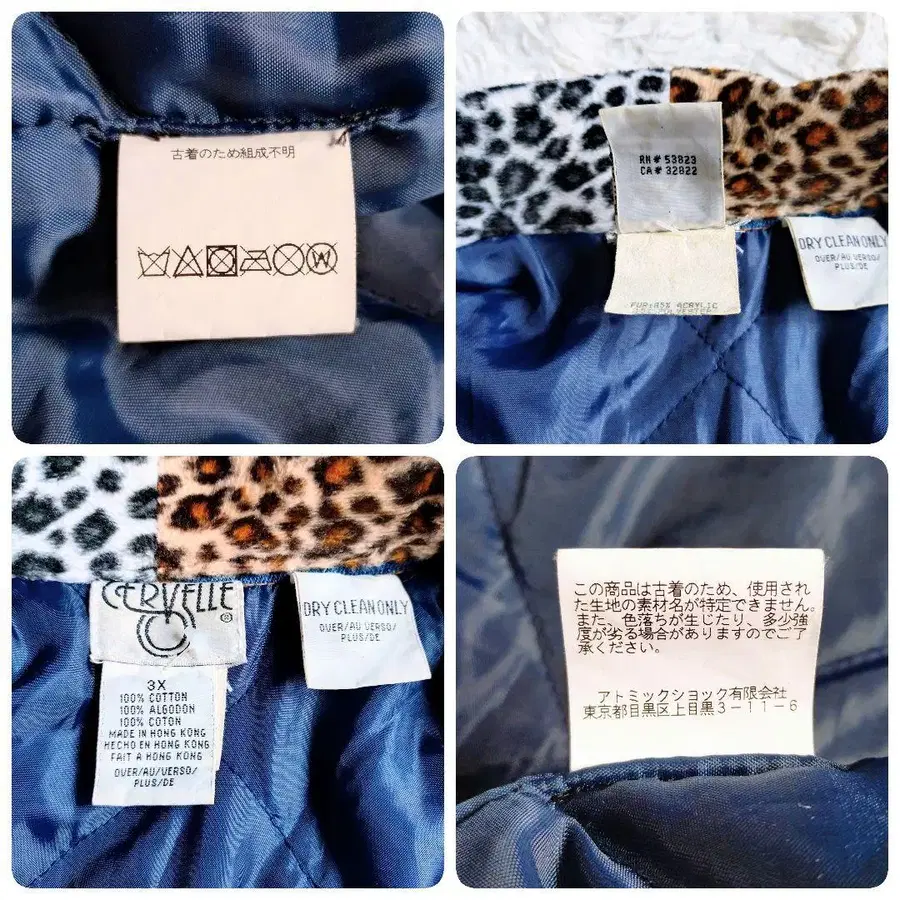 古着のため組成不明
W
RN# 53823
CA# 32822
FUR:85% ACRYLIC
15% POLYESTER
DRY CLEAN ONLY
OVER/AU VERSO/
PLUS/DE
CERVELLE
®
3X
100% COTTON
100% ALGODON
100% COTON
MADE IN HONG KONG
HECHO EN HONG KONG
FAIT A HONG KONG
OVER/AU/VERSO/
PLUS/DE
DRY CLEAN ONLY
OVER/AU VERSO/
PLUS/DE
この商品は古着のため、使用され
た生地の素材名が特定できません。
また、色落ちが生じたり、多少強
度が劣る場合がありますのでご了
承ください。
アトミックショック有限会社
東京都目黒区上目黒3－11－6